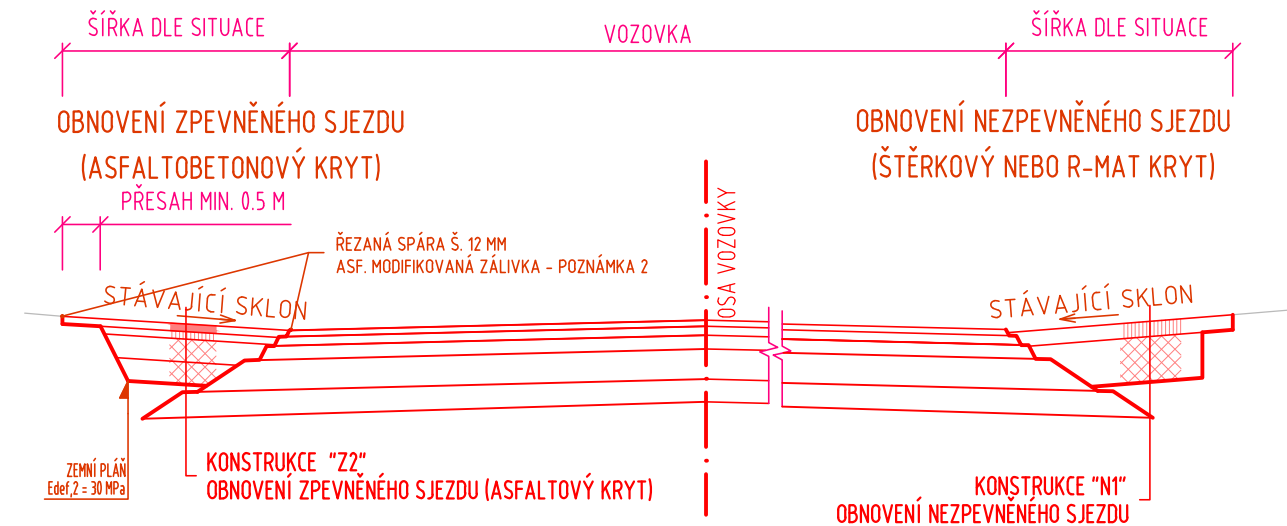 ŠÍŘKA DLE SITUACE
VOZOVKA
ŠÍŘKA DLE SITUACE
OBNOVENÍ ZPEVNĚNÉHO SJEZDU
(ASFALTOBETONOVÝ KRYT)
OBNOVENÍ NEZPEVNĚNÉHO SJEZDU
(ŠTĚRKOVÝ NEBO R-MAT KRYT)
PŘESAH MIN. 0.5 M
OSA VOZOVKY
ŘEZANÁ SPÁRA Š. 12 MM
ASF. MODIFIKOVANÁ ZÁLIVKA - POZNÁMKA 2
STÁVAJÍCÍ SKLON
STÁVAJÍCÍ SKLON
ZEMNÍ PLÁŇ
Edef,2 = 30 MPa
KONSTRUKCE "Z2"
OBNOVENÍ ZPEVNĚNÉHO SJEZDU (ASFALTOVÝ KRYT)
KONSTRUKCE "N1"
OBNOVENÍ NEZPEVNĚNÉHO SJEZDU